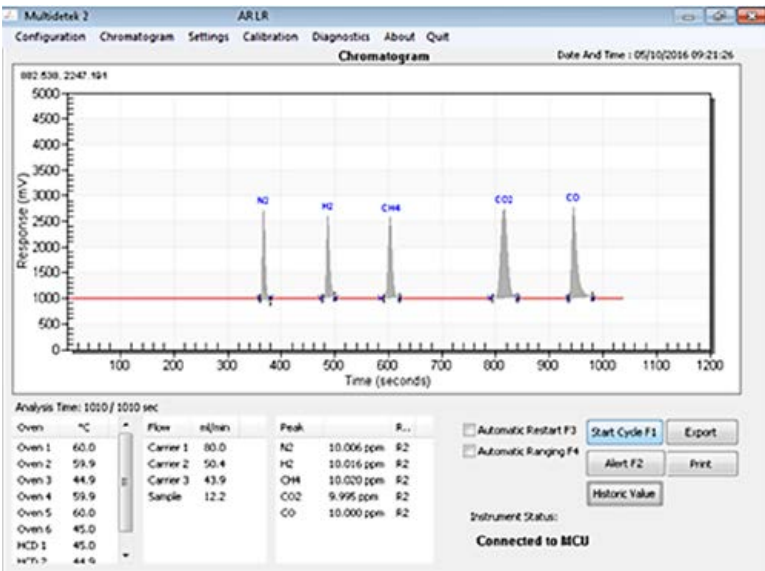 Multidetek 2 AR LR
Configuration Chromatogram Settings Calibration Diagnostics About Quit
Chromatogram Date And Time : 05/10/2016 09:21:26
882.538, 2247.191
5000
4500
4000
3500
3000
2500
2000
1500
1000
500
0
Response (mV)
N2 H2 CH4 CO2 CO
100 200 300 400 500 600 700 800 900 1000 1100 1200
Time (seconds)
Analysis Time: 1010 / 1010 sec
Oven °C
Oven 1 60.0
Oven 2 59.9
Oven 3 44.9
Oven 4 59.9
Oven 5 60.0
Oven 6 45.0
HCD 1 45.0
HCD 2 44.9
Flow ml/min
Carrier 1 80.0
Carrier 2 50.4
Carrier 3 43.9
Sample 12.2
Peak R..
N2 10.006 ppm R2
H2 10.016 ppm R2
CH4 10.020 ppm R2
CO2 9.995 ppm R2
CO 10.000 ppm R2
Automatic Restart F3
Automatic Ranging F4
Start Cycle F1 Export
Alert F2 Print
Historic Value
Instrument Status:
Connected to MCU